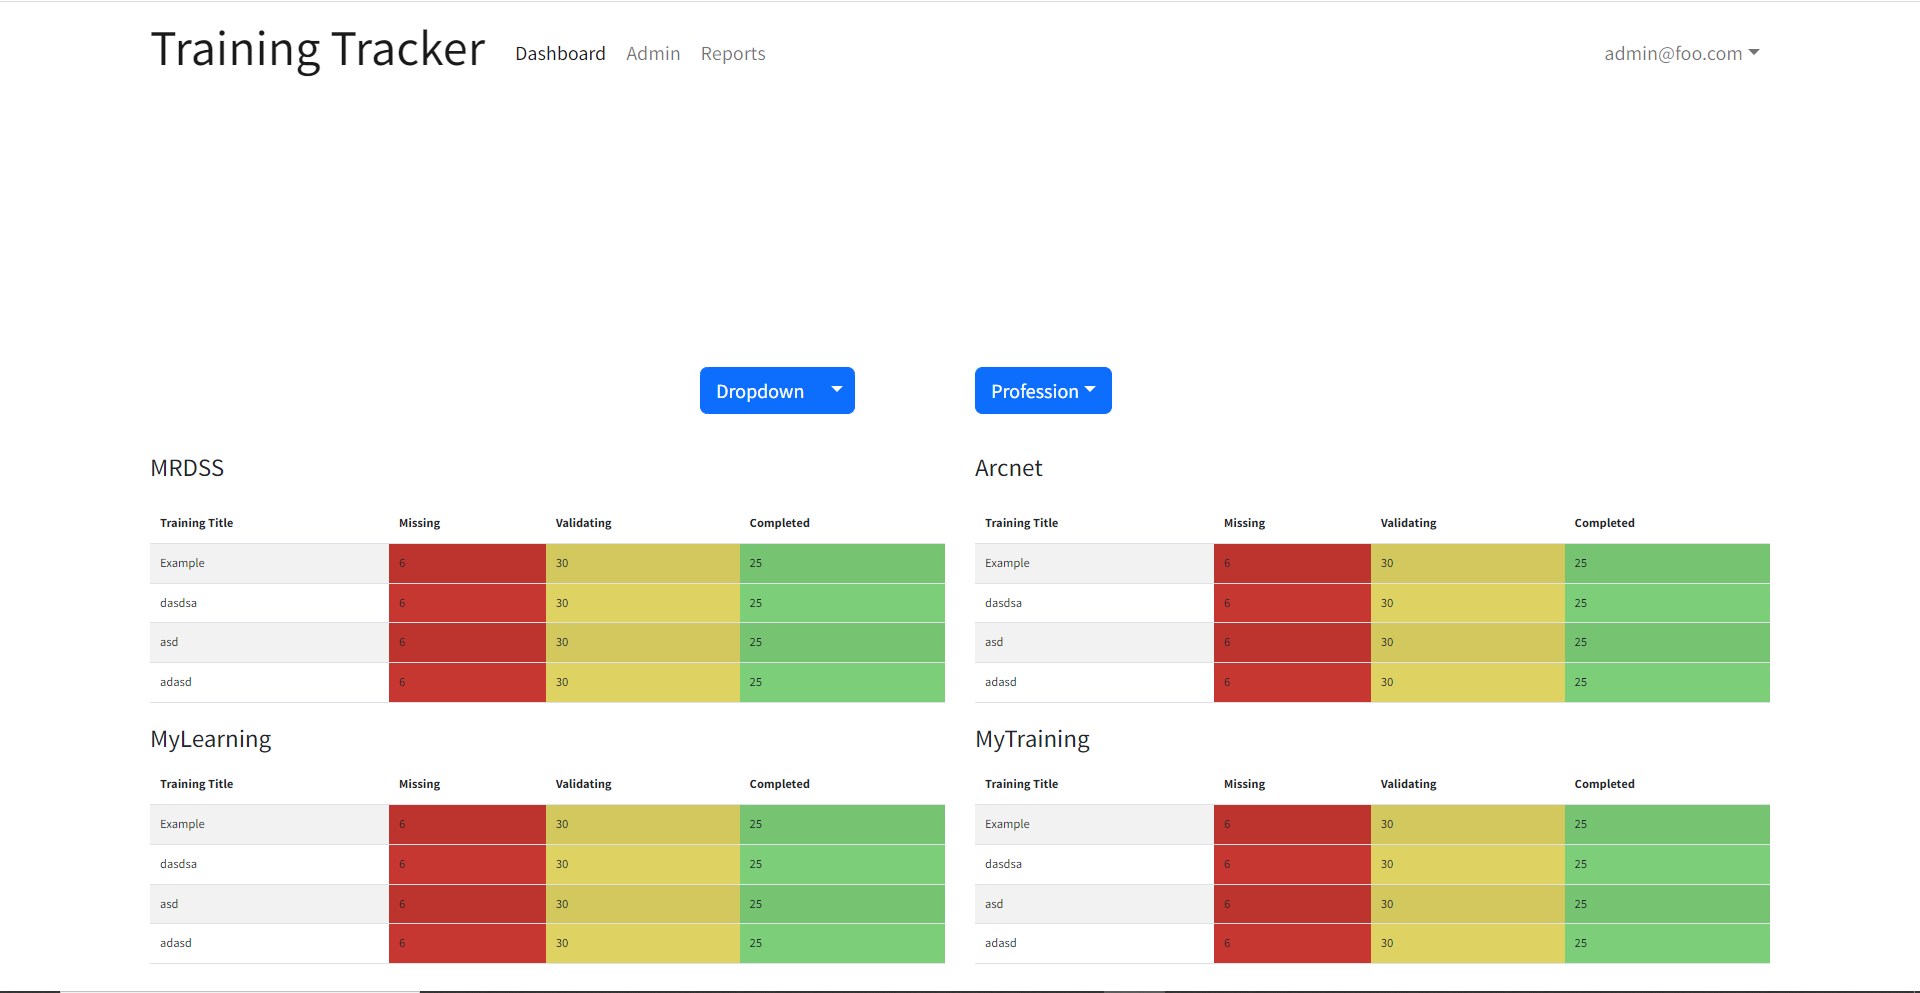 Training Tracker Dashboard Admin Reports admin@foo.com
Dropdown Profession
MRDSS
Training Title Missing Validating Completed
Example 6 30 25
dasdsa 6 30 25
asd 6 30 25
adasd 6 30 25
Arcnet
Training Title Missing Validating Completed
Example 6 30 25
dasdsa 6 30 25
asd 6 30 25
adasd 6 30 25
MyLearning
Training Title Missing Validating Completed
Example 6 30 25
dasdsa 6 30 25
asd 6 30 25
adasd 6 30 25
MyTraining
Training Title Missing Validating Completed
Example 6 30 25
dasdsa 6 30 25
asd 6 30 25
adasd 6 30 25